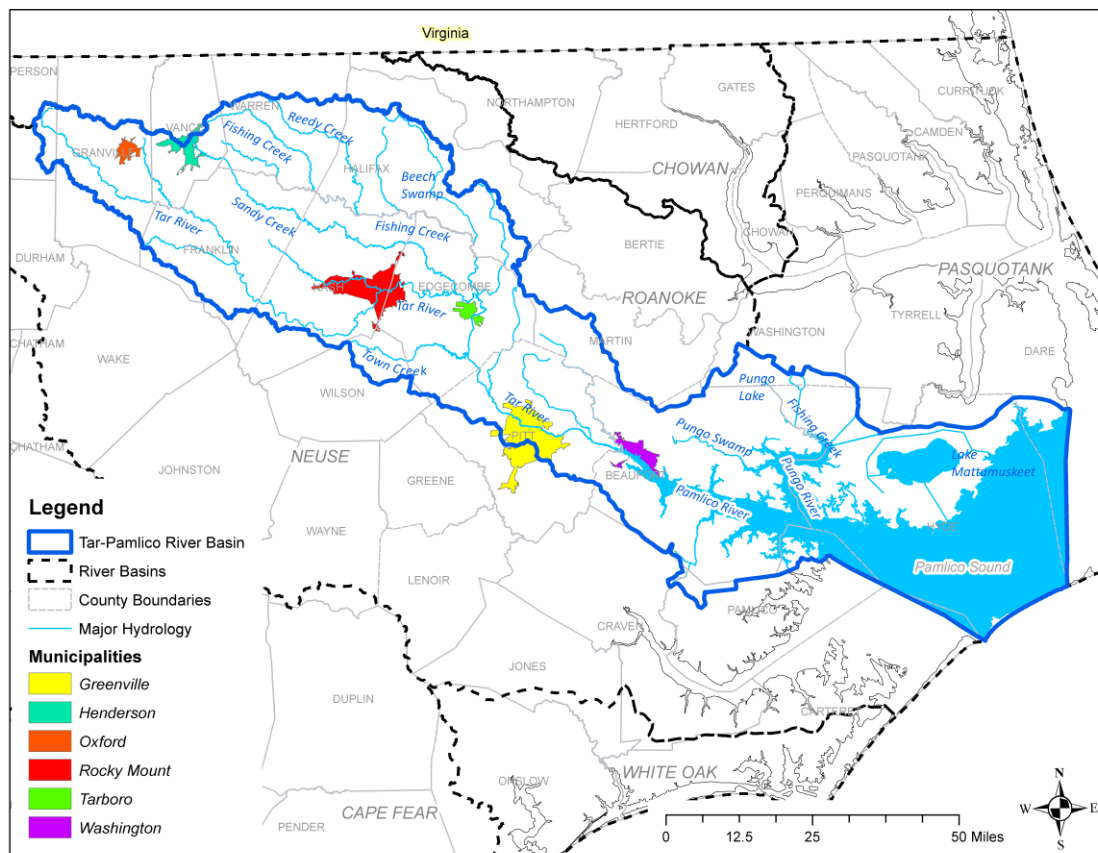 Virginia
PERSON
WARREN
VANCE
GRANVILLE
NORTHAMPTON
GATES
CURRITUCK
HERTFORD
CAMDEN
Reedy Creek
Fishing Creek
CHOWAN
PASQUOTANK
HALIFAX
Beech
Swamp
PERQUIMANS
Sandy Creek
Tar River
FRANKLIN
Fishing Creek
CHOWAN
BERTIE
DURHAM
PASQUOTANK
NASH
EDGECOMBE
ROANOKE
Tar River
WASHINGTON
TYRRELL
CHATHAM
WAKE
MARTIN
DARE
Town Creek
WILSON
Pungo
Lake
Tar River
PITT
Fishing Creek
Pungo Swamp
CHATHAM
JOHNSTON
NEUSE
GREENE
BEAUFORT
Pungo River
Lake
Mattamuskeet
Pamlico River
HYDE
WAYNE
Pamlico Sound
LENOIR
PAMLICO
CRAVEN
JONES
DUPLIN
CARTERET
ONSLOW
WHITE OAK
CAPE FEAR
PENDER
Legend
Tar-Pamlico River Basin
River Basins
County Boundaries
Major Hydrology
Municipalities
Greenville
Henderson
Oxford
Rocky Mount
Tarboro
Washington
N
W E
S
0 12.5 25 50 Miles